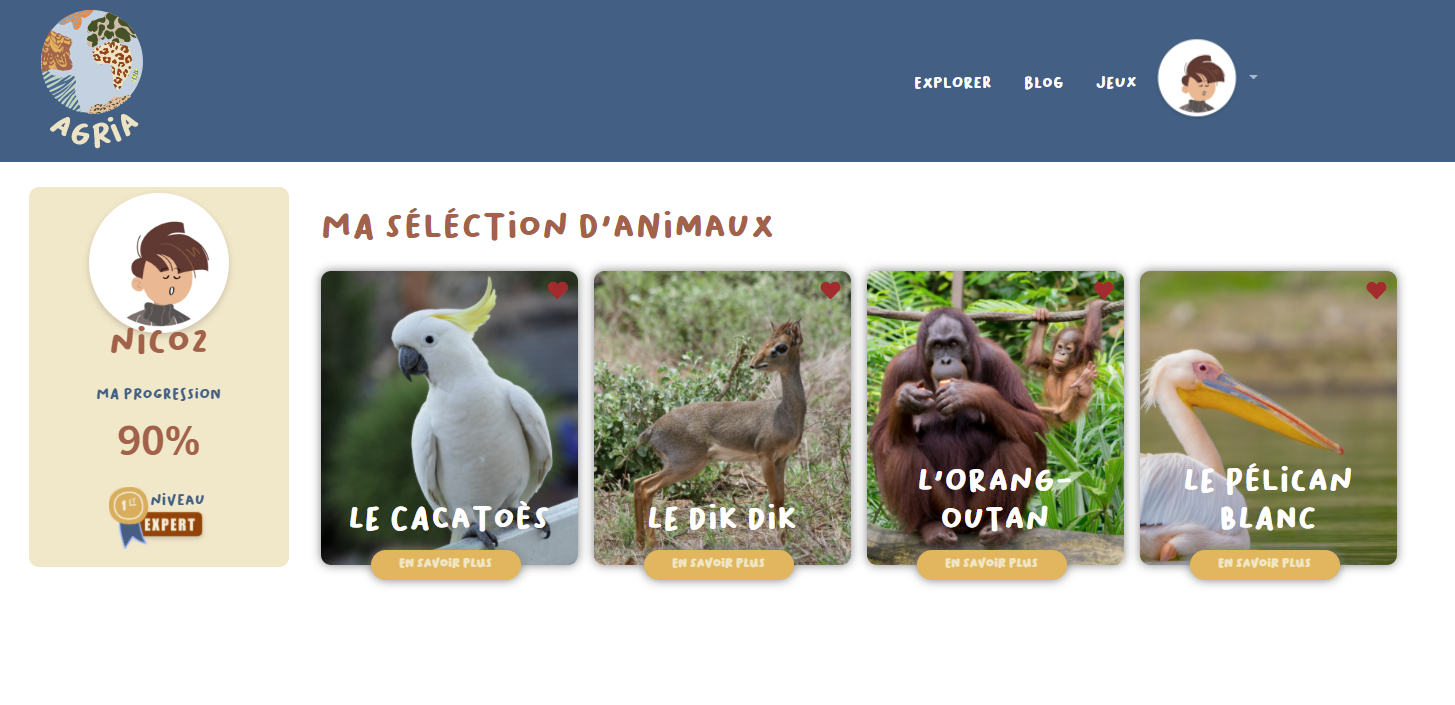 AGRiA
EXPLORER BLOG JEUX
NiCO2
MA PROGRESSiON
90%
1ER NiVEAU
EXPERT
MA SÉLÉCTiON D'ANiMAUX
LE CACATOÈS
EN SAVOiR PLUS
LE DiK DiK
EN SAVOiR PLUS
L'ORANG-
OUTAN
EN SAVOiR PLUS
LE PÉLiCAN
BLANC
EN SAVOiR PLUS